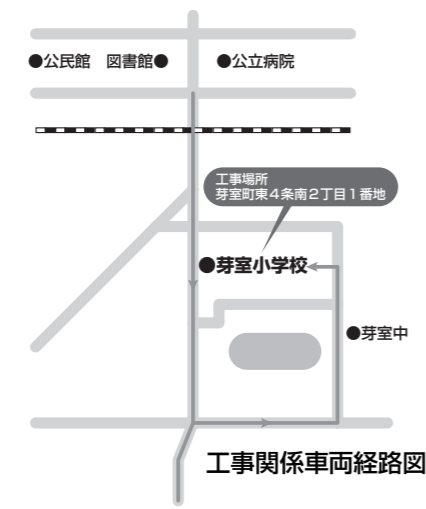 ●公民館　図書館●　●公立病院
工事場所
芽室町東４条南２丁目１番地
●芽室小学校
●芽室中
工事関係車両経路図